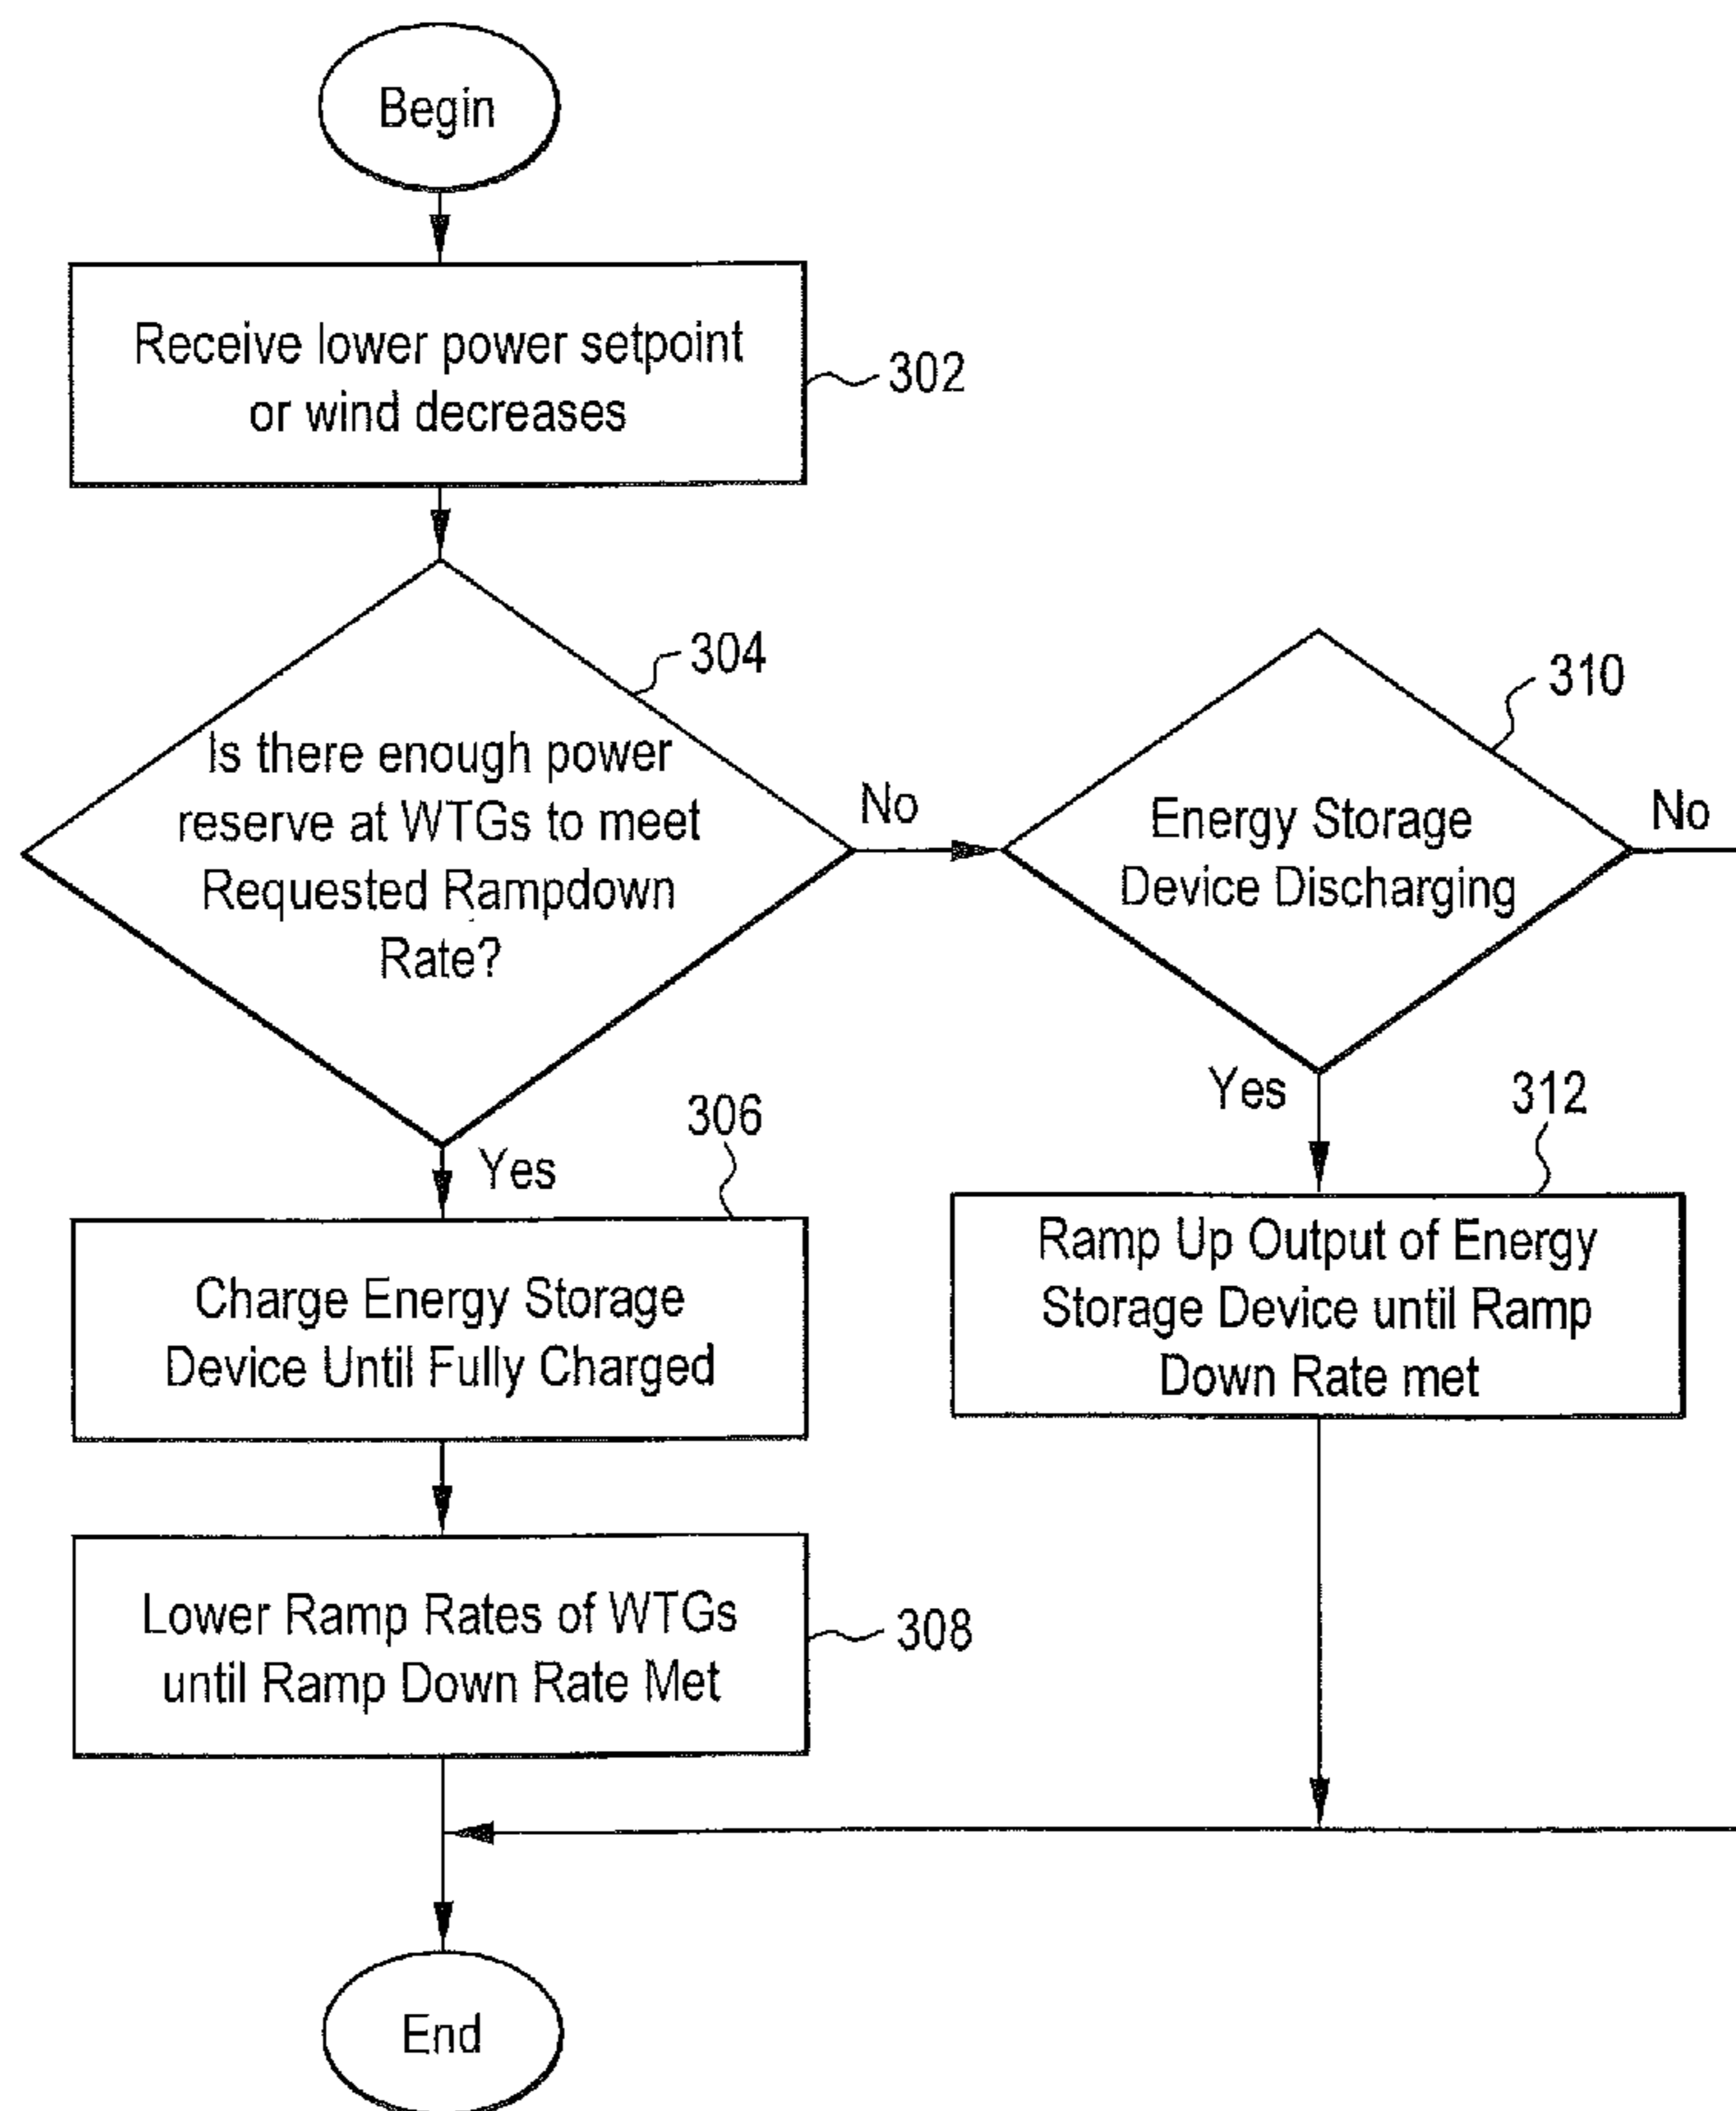 Begin
Receive lower power setpoint
or wind decreases
302
304
Is there enough power
reserve at WTGs to meet
Requested Rampdown
Rate?
No
310
Energy Storage
Device Discharging
No
Yes
306
Charge Energy Storage
Device Until Fully Charged
Yes
312
Ramp Up Output of Energy
Storage Device until Ramp
Down Rate met
Lower Ramp Rates of WTGs
until Ramp Down Rate Met
308
End